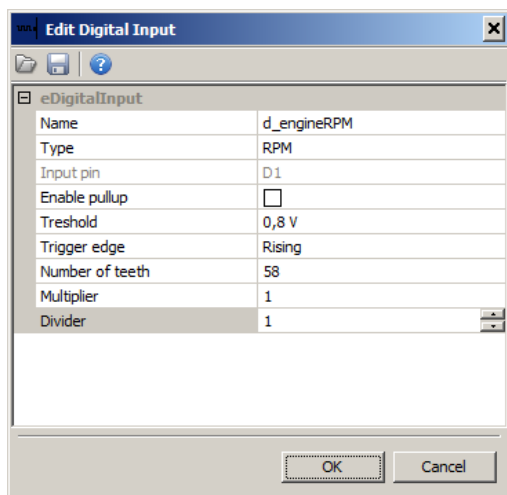 Edit Digital Input
eDigitalInput
Name d_engineRPM
Type RPM
Input pin D1
Enable pullup
Treshold 0,8 V
Trigger edge Rising
Number of teeth 58
Multiplier 1
Divider 1
OK Cancel